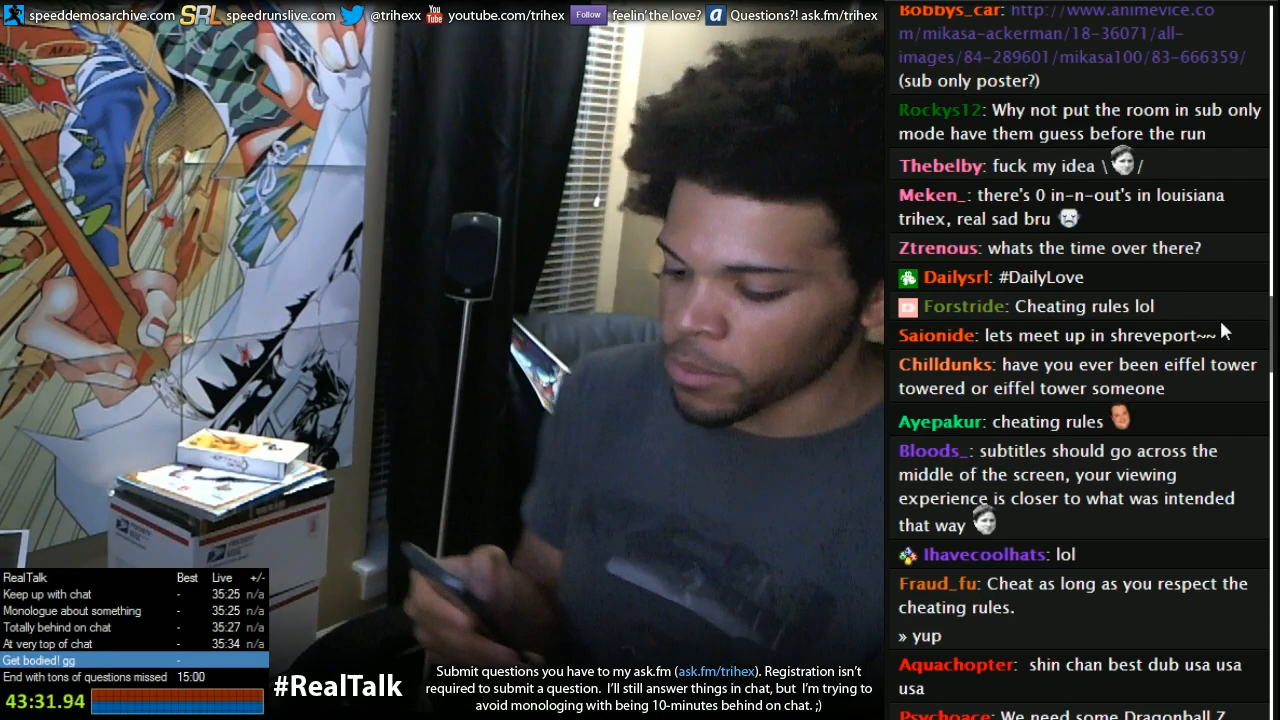 speeddemosarchive.com SRL speedrunslive.com @trihexx You Tube youtube.com/trihex Follow feelin' the love? a Questions?! ask.fm/trihex
Bobbys_car: http://www.animevice.co
m/mikasa-ackerman/18-36071/all-
images/84-289601/mikasa100/83-666359/
(sub only poster?)
Rockys12: Why not put the room in sub only
mode have them guess before the run
Thebelby: fuck my idea \ /
Meken_: there's 0 in-n-out's in louisiana
trihex, real sad bru
Ztrenous: whats the time over there?
Dailysrl: #DailyLove
Forstride: Cheating rules lol
Saionide: lets meet up in shreveport~~
Chilldunks: have you ever been eiffel tower
towered or eiffel tower someone
Ayepakur: cheating rules
Bloods_: subtitles should go across the
middle of the screen, your viewing
experience is closer to what was intended
that way
Ihavecoolhats: lol
Fraud_fu: Cheat as long as you respect the
cheating rules.
» yup
Aquachopter: shin chan best dub usa usa
usa
Psychoace: We need some Dragonball Z
RealTalk Best Live +/-
Keep up with chat - 35:25 n/a
Monologue about something - 35:25 n/a
Totally behind on chat - 35:27 n/a
At very top of chat - 35:34 n/a
Get bodied! gg -
End with tons of questions missed 15:00
43:31.94
#RealTalk
Submit questions you have to my ask.fm (ask.fm/trihex). Registration isn't
required to submit a question. I'll still answer things in chat, but I'm trying to
avoid monologing with being 10-minutes behind on chat. ;)